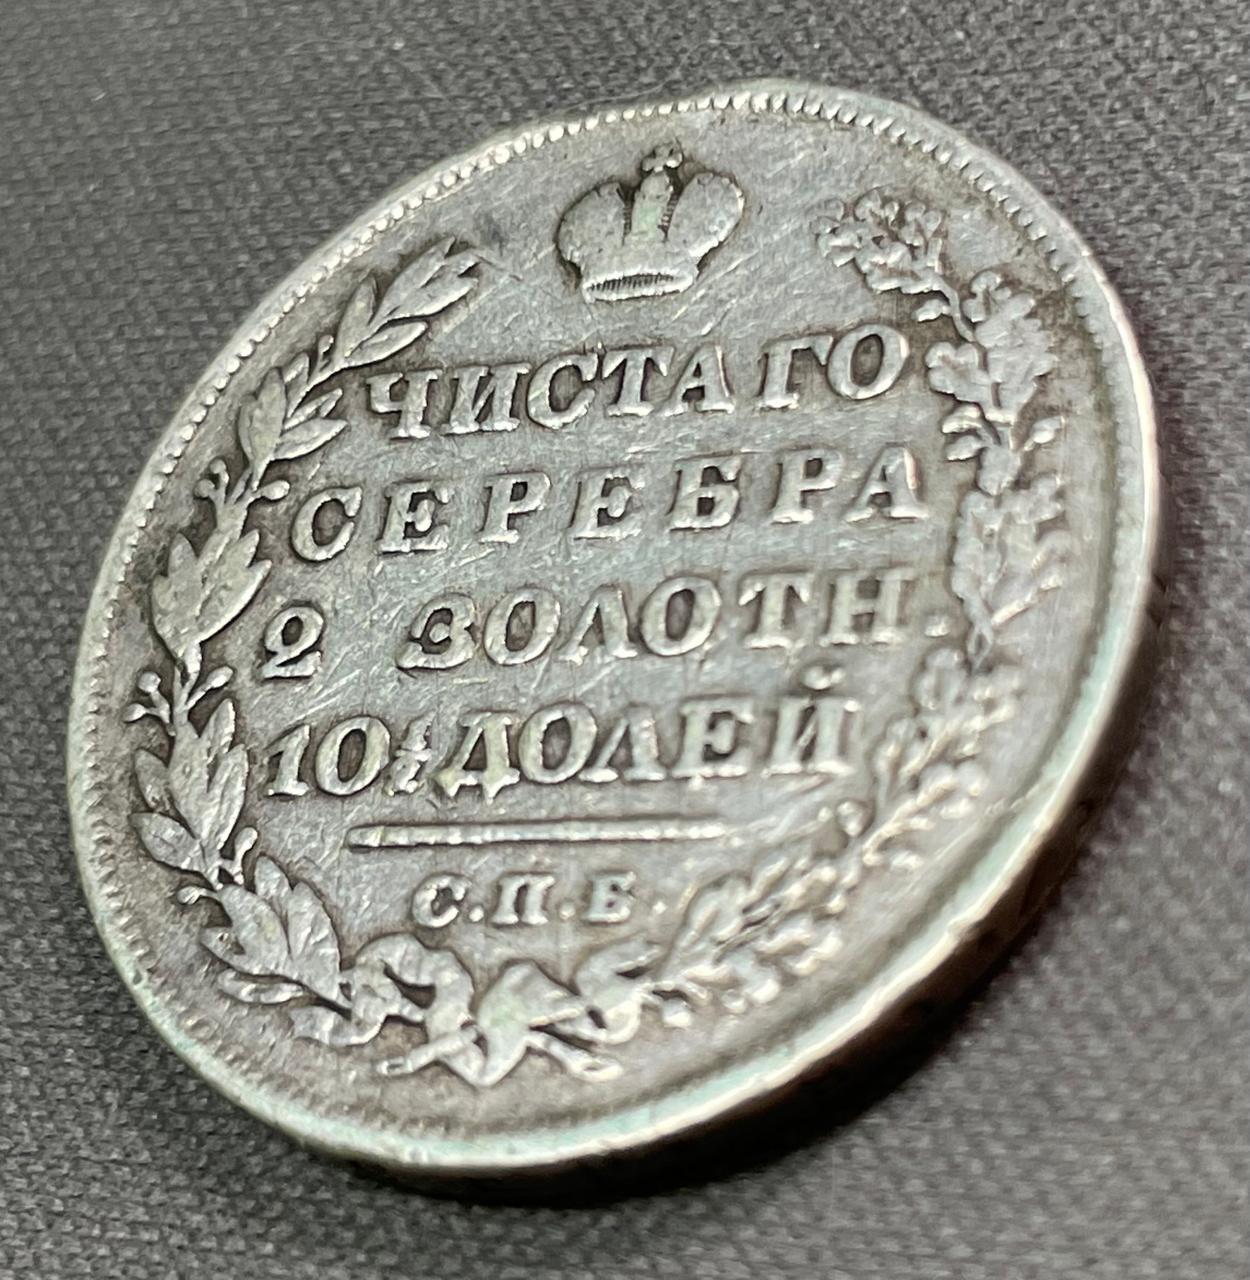 ЧИСТАГО
СЕРЕБРА
2 ЗОЛОТН.
10½ ДОЛЕЙ
С.П.Б.